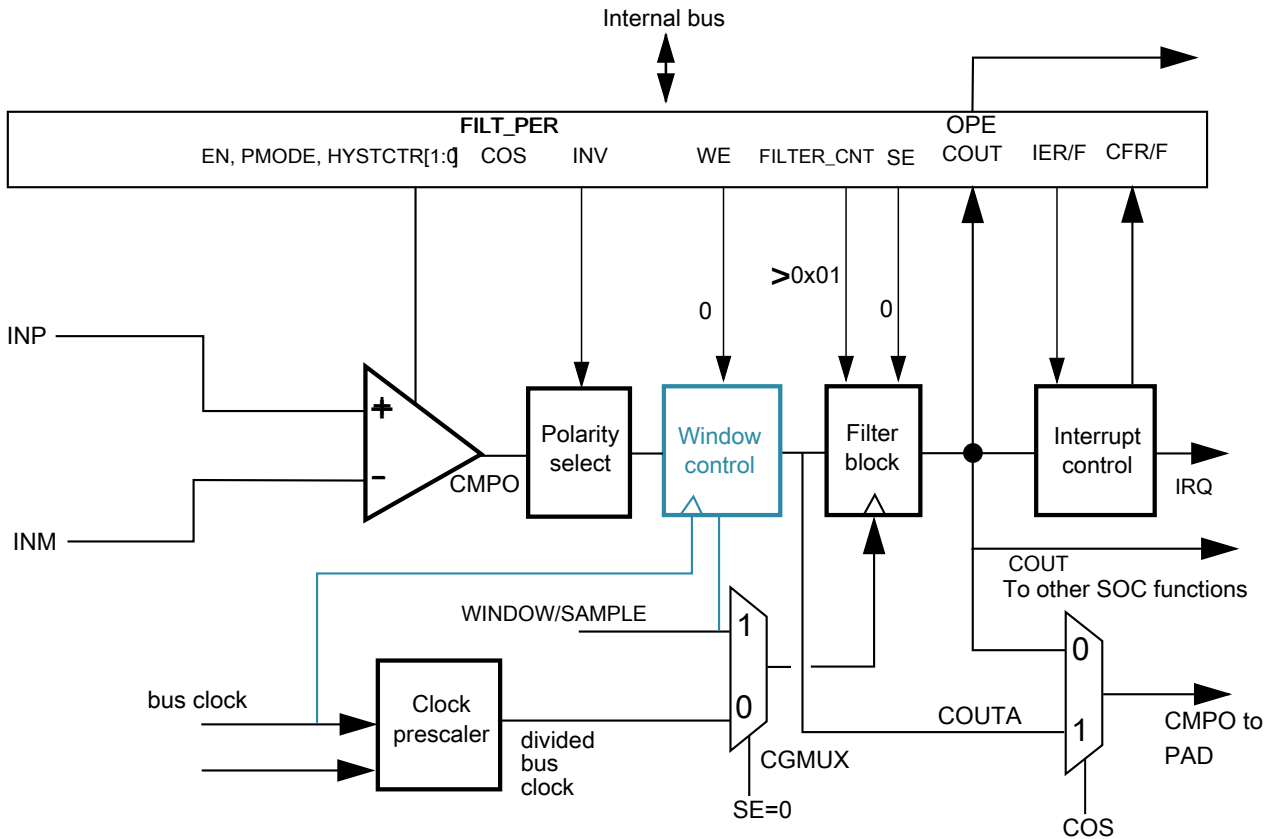 Internal bus
FILT_PER
OPE
EN, PMODE, HYSTCTR[1:0]
COS
INV
WE
FILTER_CNT
SE
COUT
IER/F
CFR/F
>0x01
0
0
INP
+
Polarity
select
Window
control
Filter
block
Interrupt
control
-
CMPO
IRQ
INM
COUT
To other SOC functions
WINDOW/SAMPLE
1
0
bus clock
Clock
prescaler
0
divided
bus
clock
COUTA
1
CMPO to
PAD
CGMUX
SE=0
COS